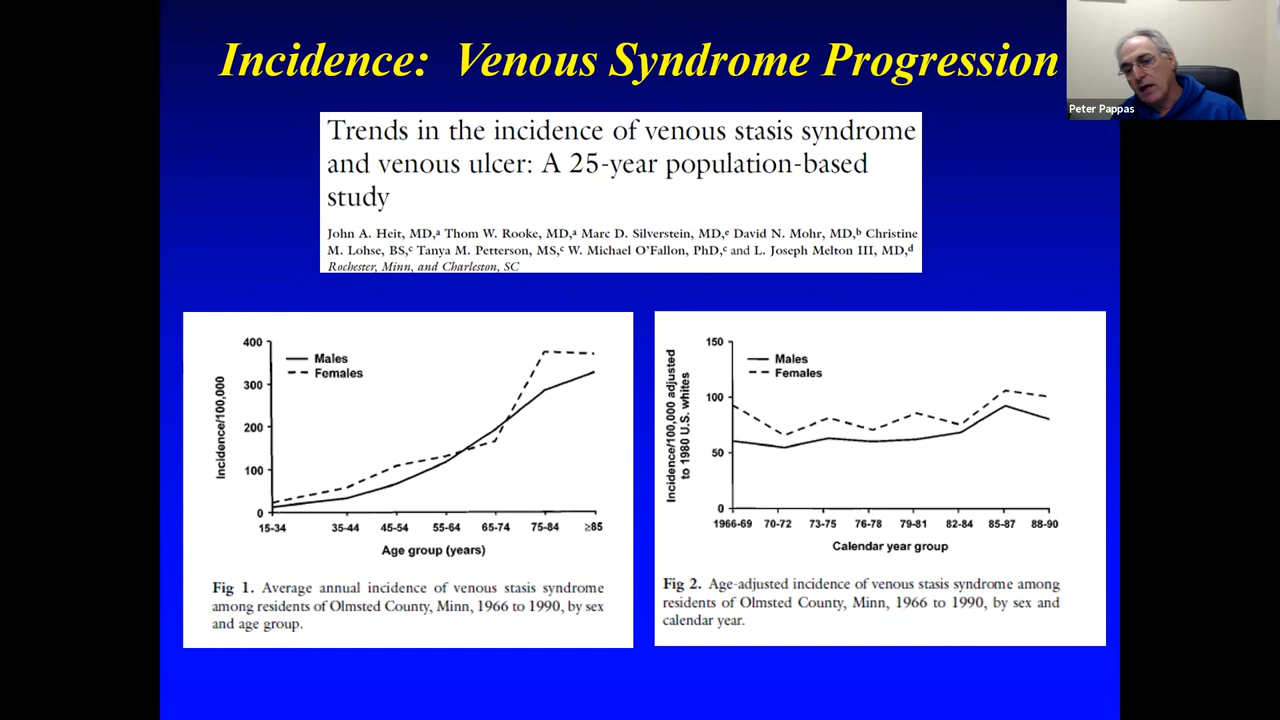 Incidence: Venous Syndrome Progression
Peter Pappas
Trends in the incidence of venous stasis syndrome
and venous ulcer: A 25-year population-based
study
John A. Heit, MD,ᵃ Thom W. Rooke, MD,ᵃ Marc D. Silverstein, MD,ᵉ David N. Mohr, MD,ᵇ Christine
M. Lohse, BS,ᶜ Tanya M. Petterson, MS,ᶜ W. Michael O'Fallon, PhD,ᶜ and L. Joseph Melton III, MD,ᵈ
Rochester, Minn, and Charleston, SC
400
300
200
100
0
Incidence/100,000
Males
Females
15-34 35-44 45-54 55-64 65-74 75-84 ≥85
Age group (years)
Fig 1. Average annual incidence of venous stasis syndrome
among residents of Olmsted County, Minn, 1966 to 1990, by sex
and age group.
150
100
50
0
Incidence/100,000 adjusted
to 1980 U.S. whites
Males
Females
1966-69 70-72 73-75 76-78 79-81 82-84 85-87 88-90
Calendar year group
Fig 2. Age-adjusted incidence of venous stasis syndrome among
residents of Olmsted County, Minn, 1966 to 1990, by sex and
calendar year.